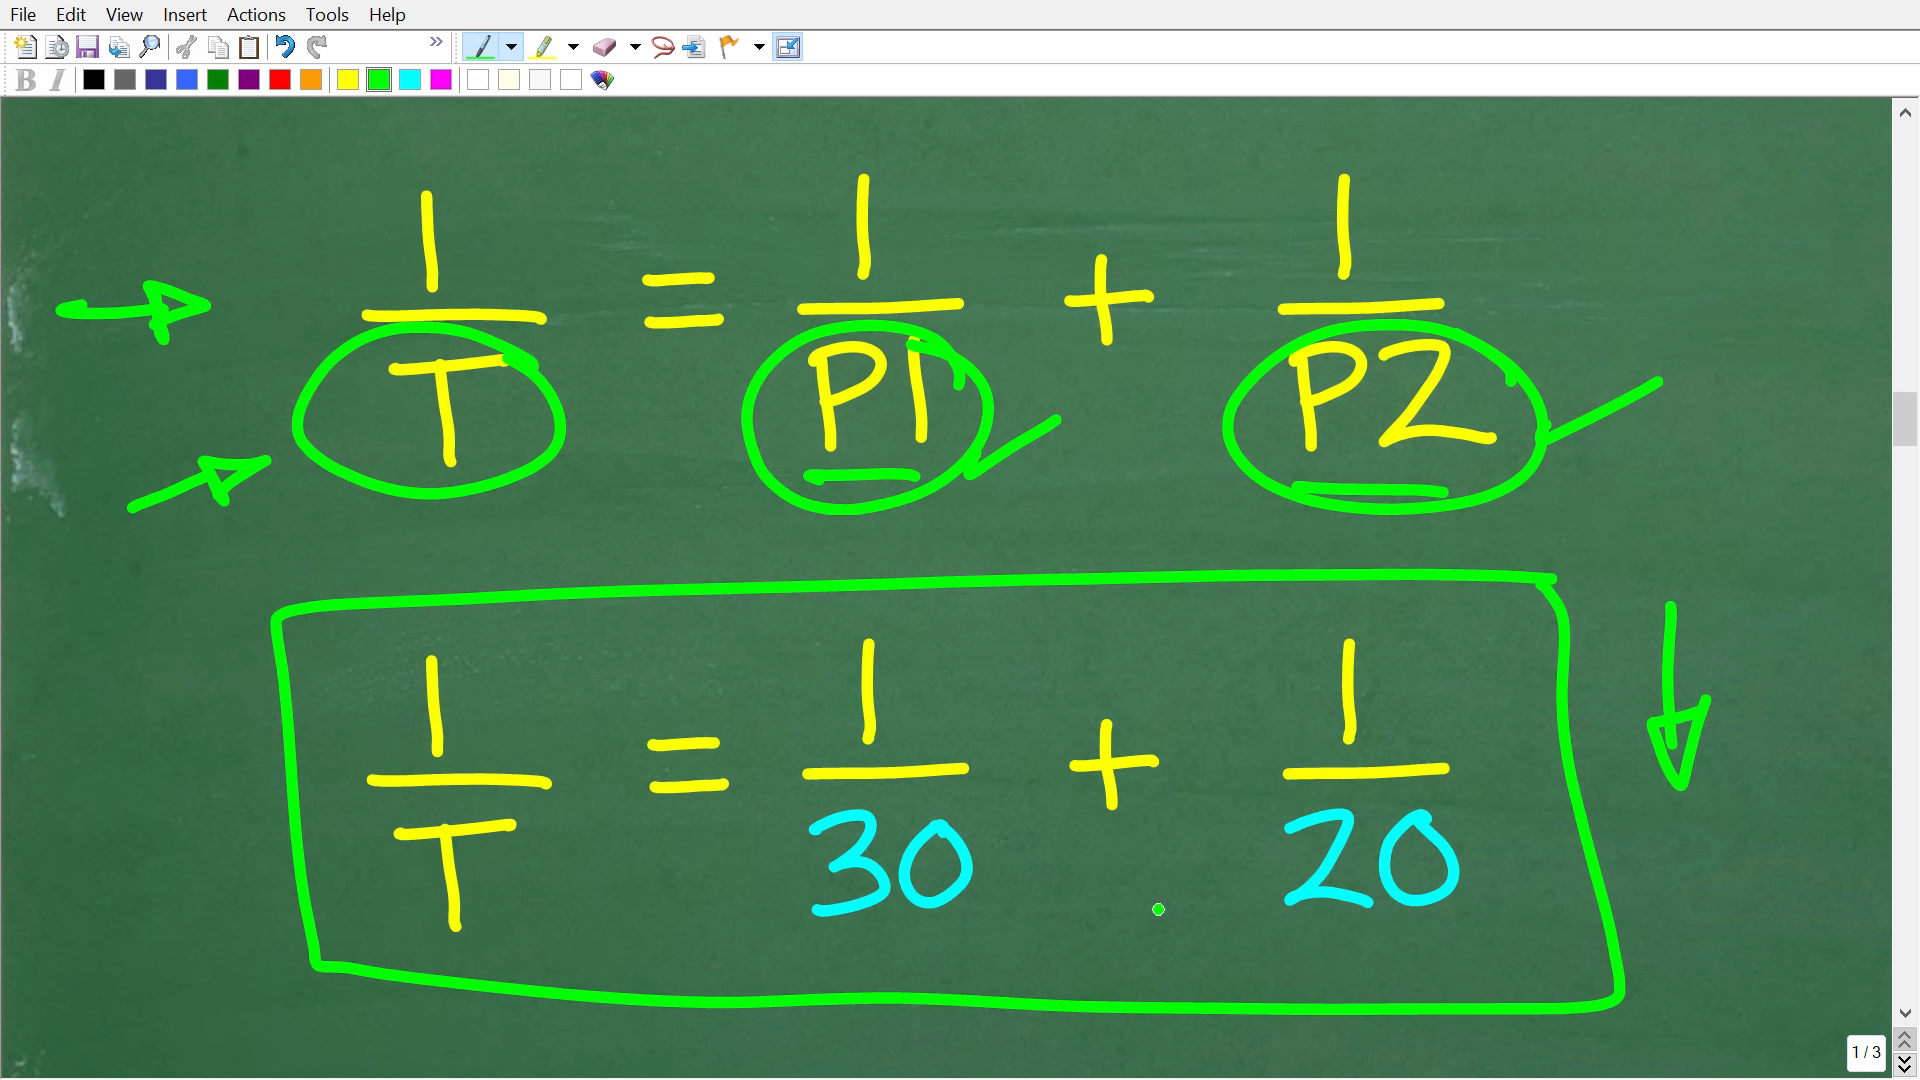 File Edit View Insert Actions Tools Help
B I
1/T = 1/P1 + 1/P2
1/T = 1/30 + 1/20
1 / 3